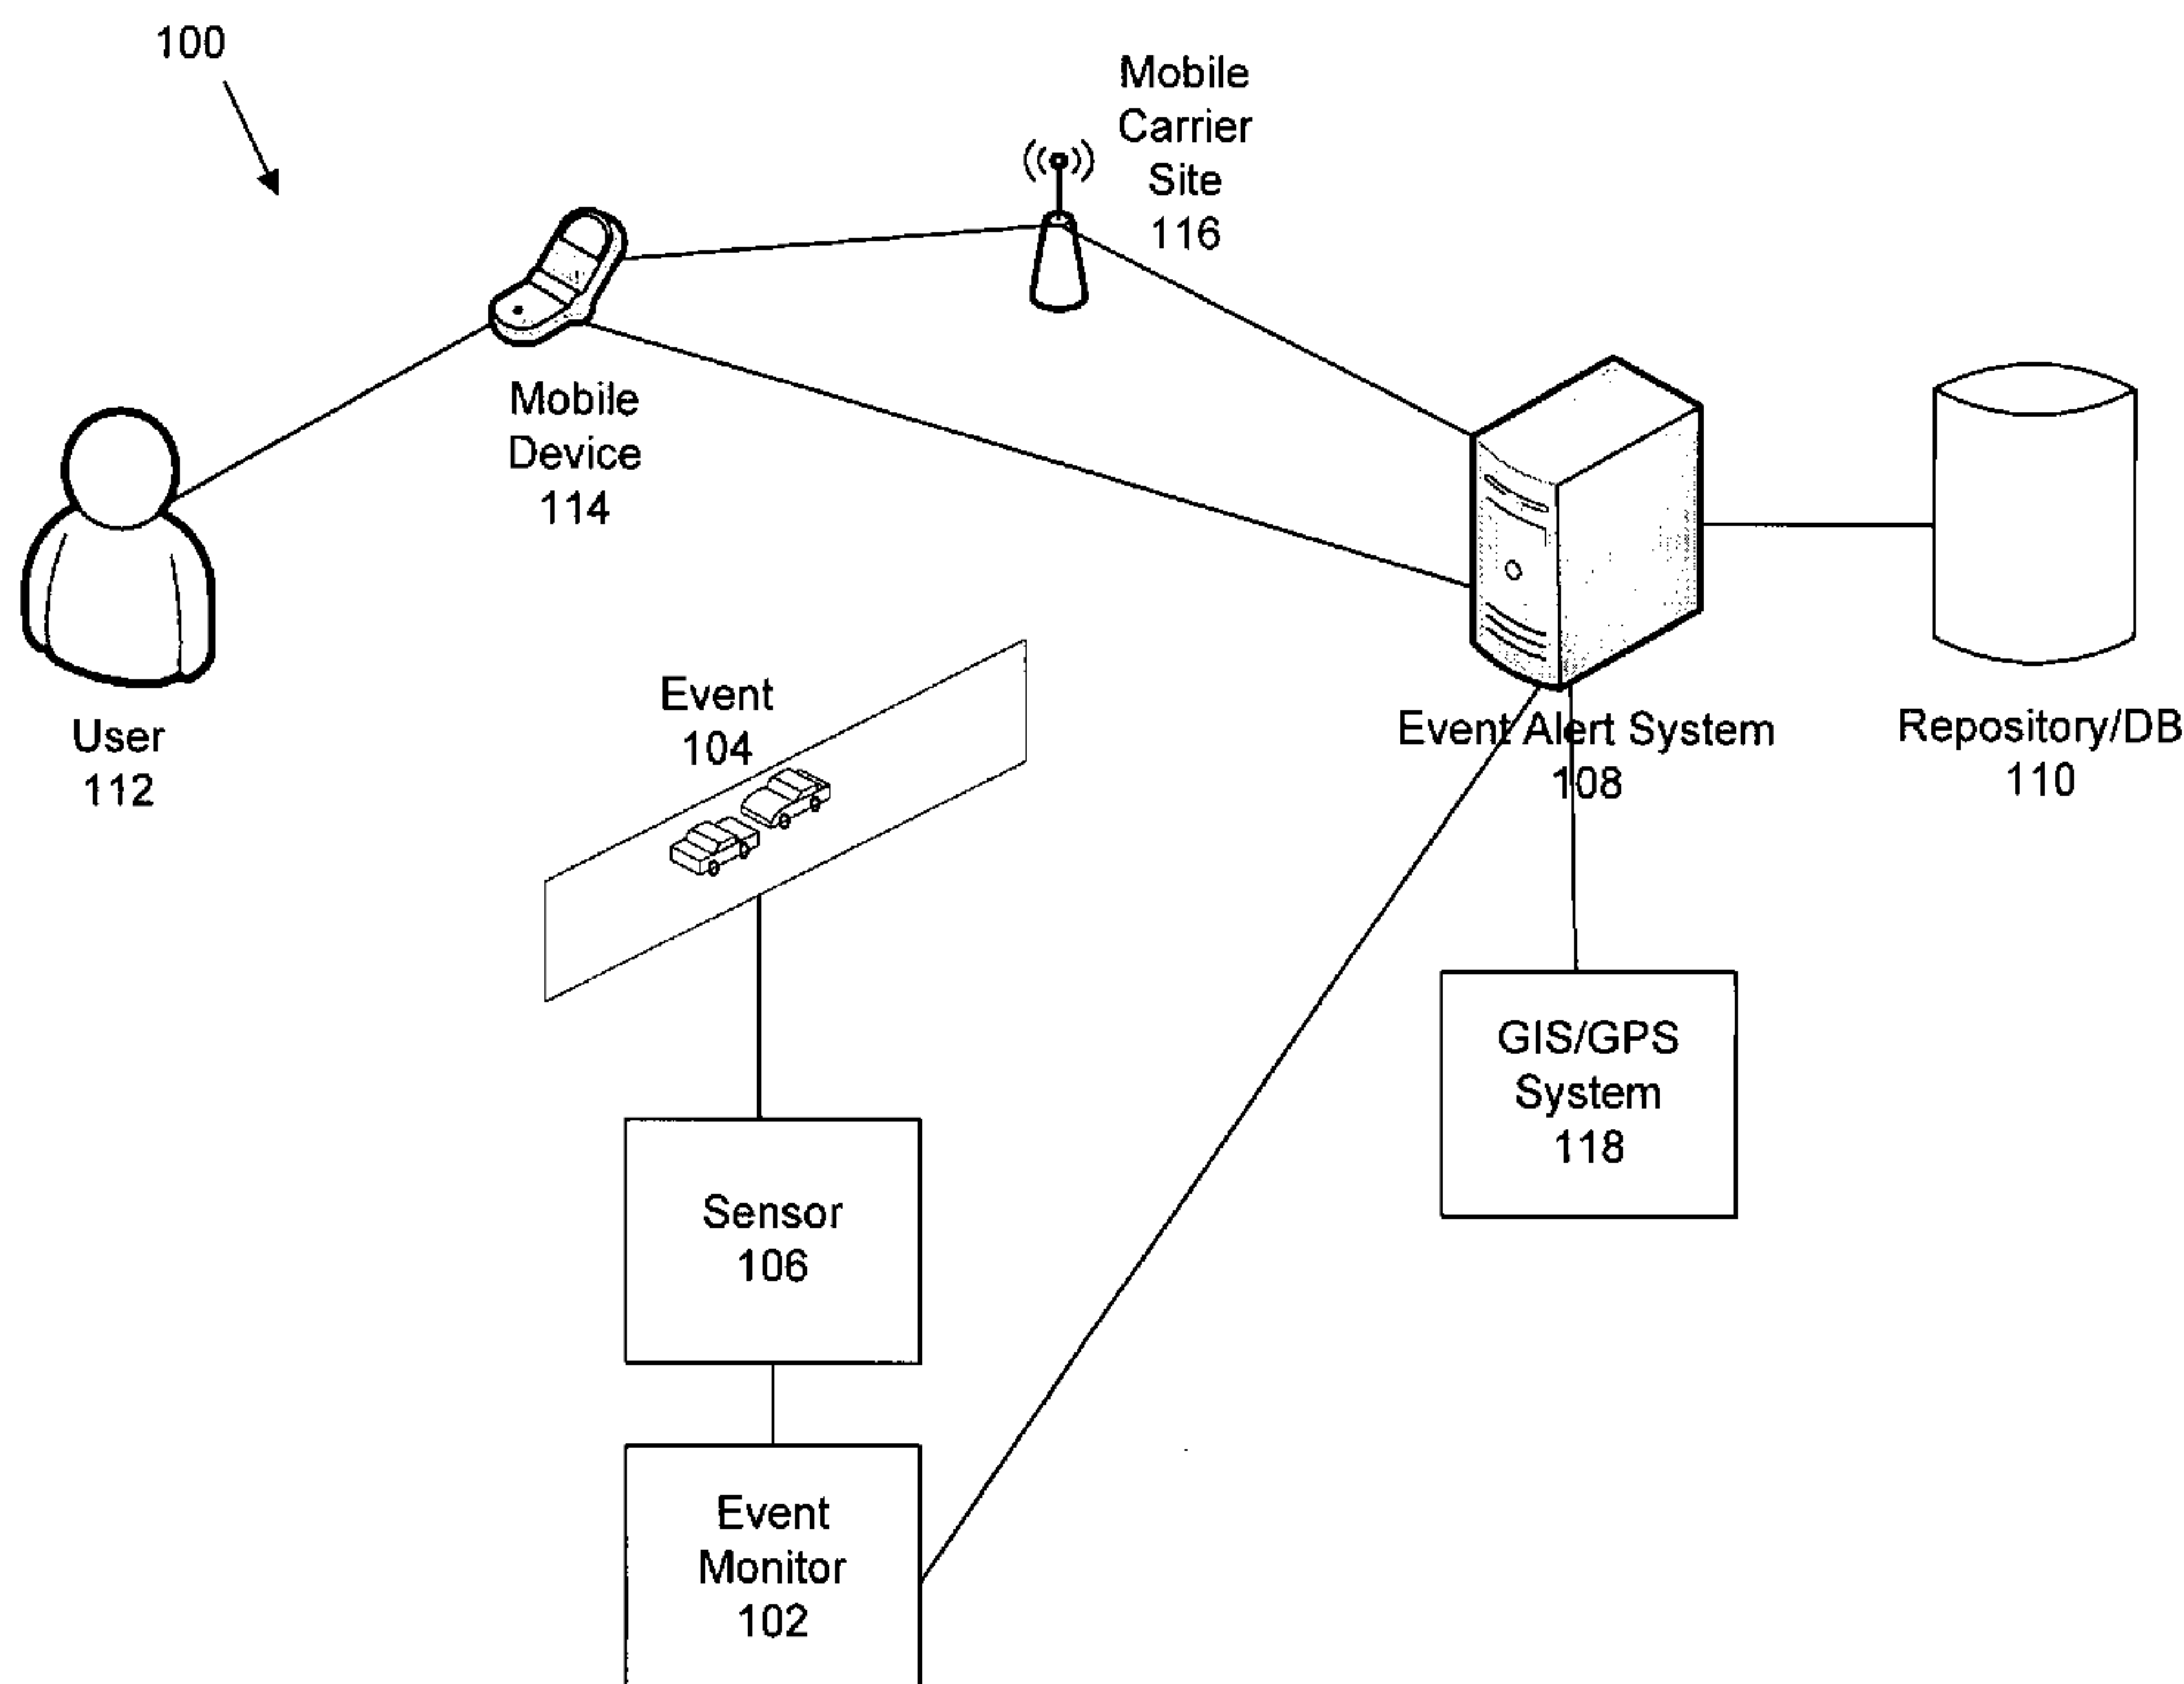 100
Mobile
Carrier
Site
116
Mobile
Device
114
User
112
Event
104
Event Alert System
108
Repository/DB
110
GIS/GPS
System
118
Sensor
106
Event
Monitor
102